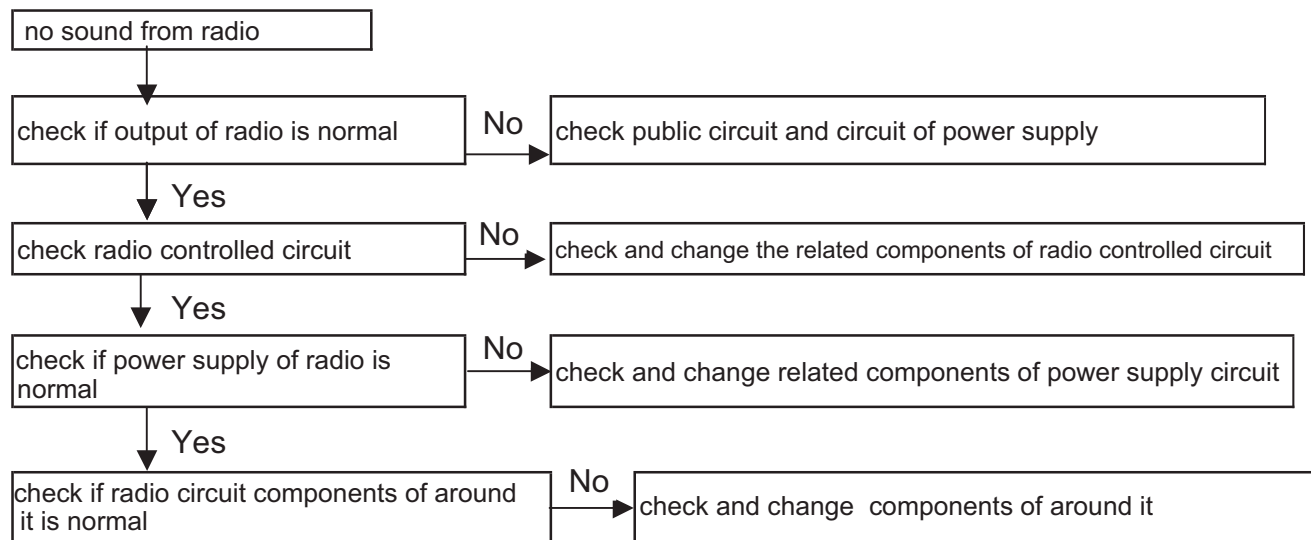 no sound from radio
check if output of radio is normal
No
check public circuit and circuit of power supply
Yes
check radio controlled circuit
No
check and change the related components of radio controlled circuit
Yes
check if power supply of radio is
normal
No
check and change related components of power supply circuit
Yes
check if radio circuit components of around
it is normal
No
check and change components of around it